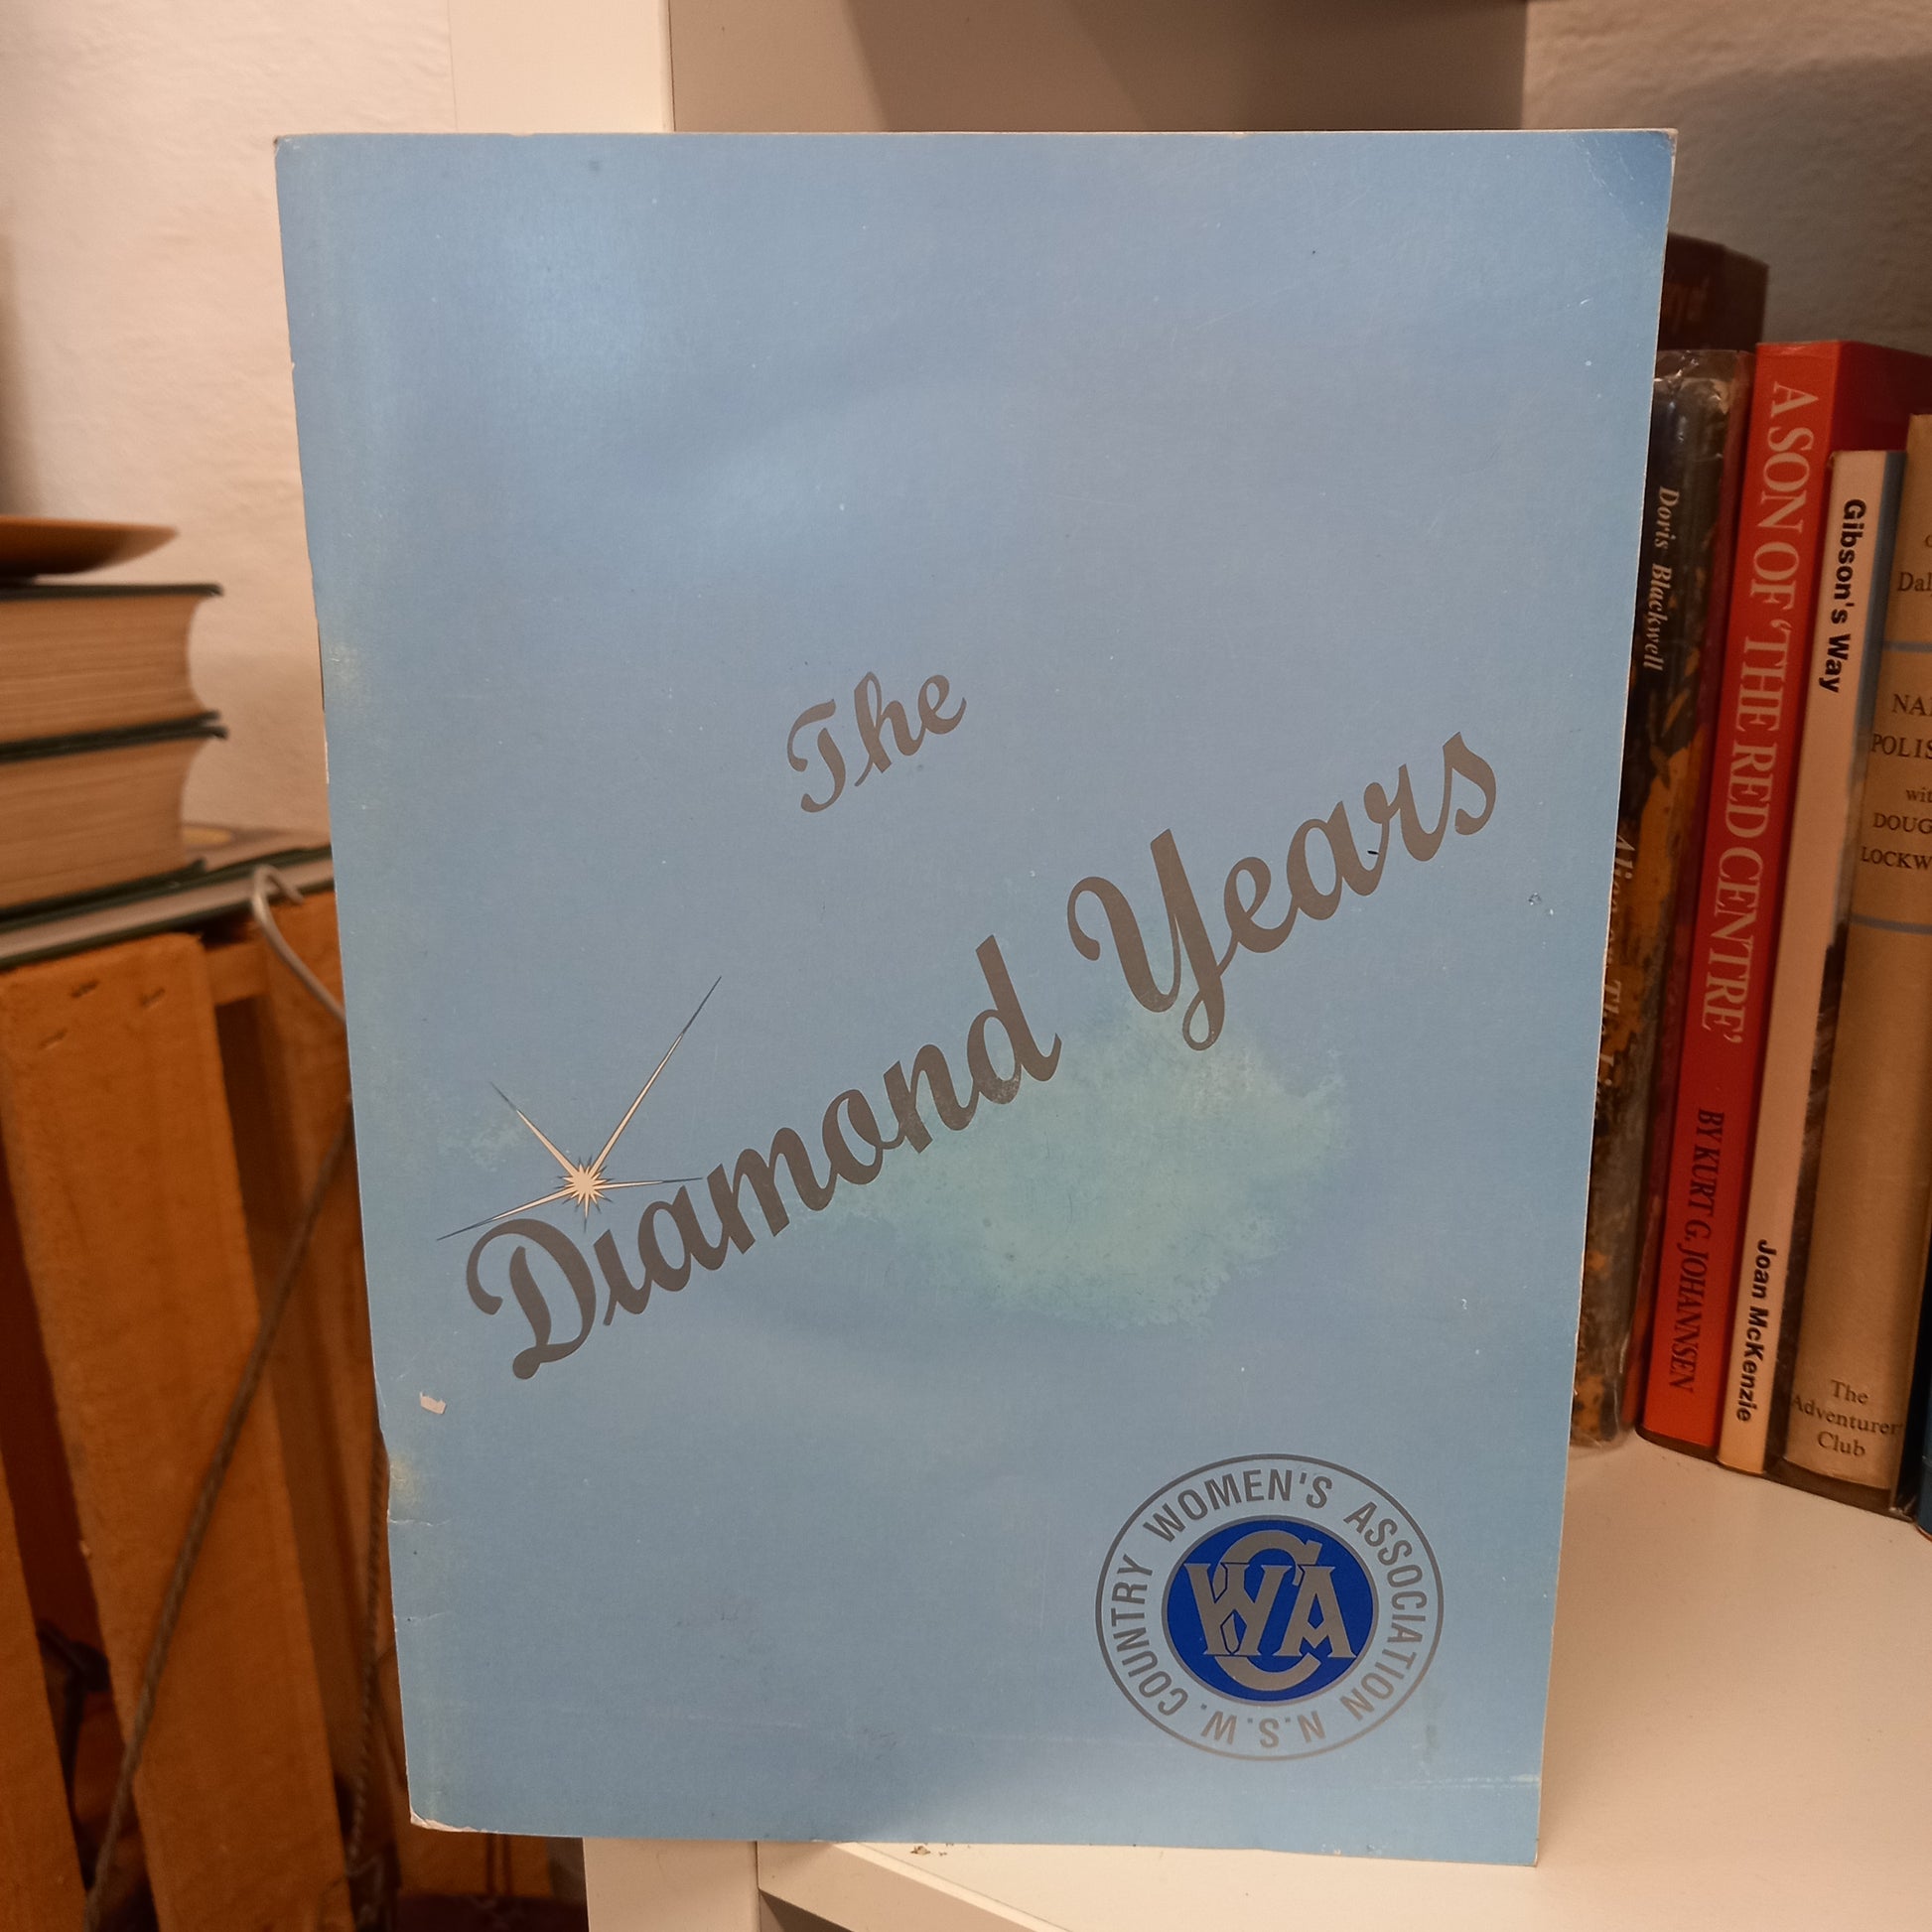 The
Diamond Years
COUNTRY WOMEN'S ASSOCIATION N.S.W.
CWA
Doris Blackwell
A SON OF 'THE RED CENTRE'
BY KURT G. JOHANNSEN
Gibson's Way
Joan McKenzie
The
Adventurers
Club